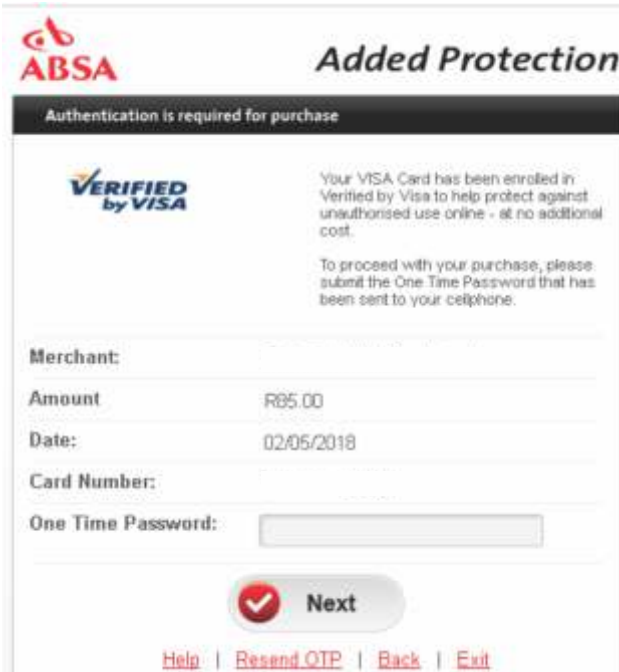 ABSA
Added Protection
Authentication is required for purchase
VERIFIED
by VISA
Your VISA Card has been enrolled in
Verified by Visa to help protect against
unauthorised use online - at no additional
cost.
To proceed with your purchase, please
submit the One Time Password that has
been sent to your cellphone.
Merchant:
Amount R85.00
Date: 02/05/2018
Card Number:
One Time Password:
Next
Help | Resend OTP | Back | Exit